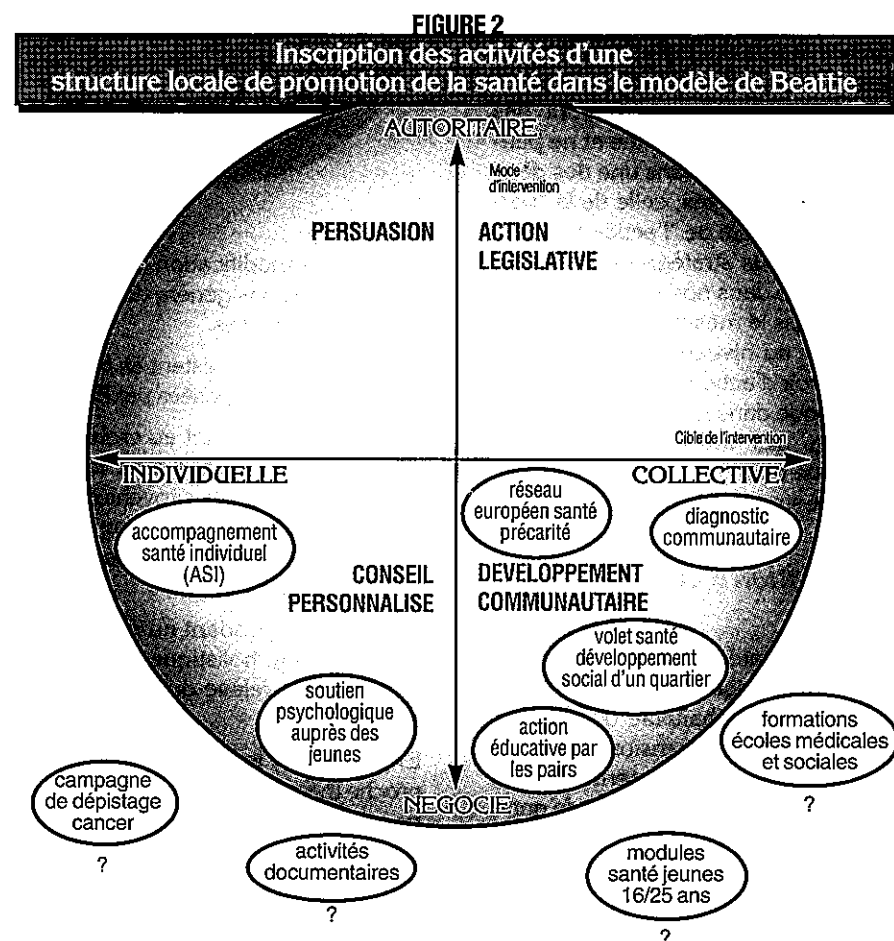 FIGURE 2
Inscription des activités d'une
structure locale de promotion de la santé dans le modèle de Beattie
AUTORITAIRE
Mode
d'intervention
PERSUASION
ACTION
LEGISLATIVE
Cible de l'intervention
INDIVIDUELLE
COLLECTIVE
accompagnement
santé individuel
(ASI)
réseau
européen santé
précarité
diagnostic
communautaire
CONSEIL
PERSONNALISE
DEVELOPPEMENT
COMMUNAUTAIRE
volet santé
développement
social d'un quartier
soutien
psychologique
auprès des
jeunes
action
éducative par
les pairs
formations
écoles médicales
et sociales
?
NEGOCIE
campagne
de dépistage
cancer
?
activités
documentaires
?
modules
santé jeunes
16/25 ans
?